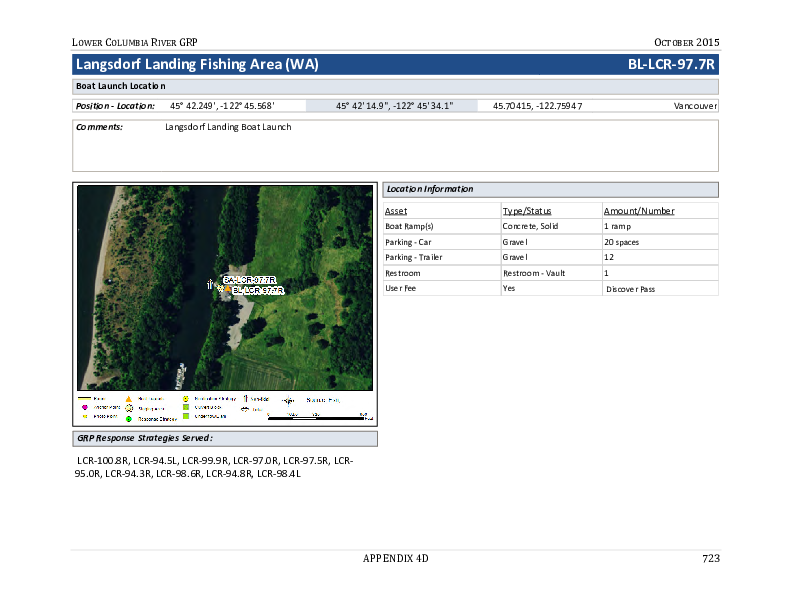 LOWER COLUMBIA RIVER GRP OCTOBER 2015
Langsdorf Landing Fishing Area (WA) BL-LCR-97.7R
Boat Launch Location
Position - Location: 45° 42.249', -122° 45.568' 45° 42' 14.9", -122° 45' 34.1" 45.70415, -122.75947 Vancouver
Comments: Langsdorf Landing Boat Launch
Location Information
Asset Type/Status Amount/Number
Boat Ramp(s) Concrete, Solid 1 ramp
Parking - Car Gravel 20 spaces
Parking - Trailer Gravel 12
Restroom Restroom - Vault 1
User Fee Yes Discover Pass
SA-LCR-97.7R
BL-LCR-97.7R
GRP Response Strategies Served:
LCR-100.8R, LCR-94.5L, LCR-99.9R, LCR-97.0R, LCR-97.5R, LCR-
95.0R, LCR-94.3R, LCR-98.6R, LCR-94.8R, LCR-98.4L
APPENDIX 4D 723